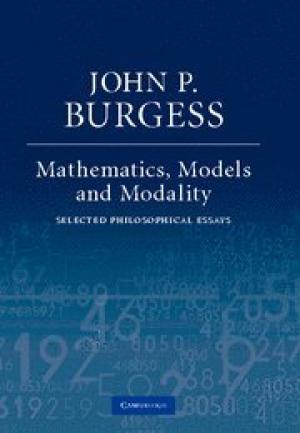 JOHN P.
BURGESS
Mathematics, Models
and Modality
SELECTED PHILOSOPHICAL ESSAYS
CAMBRIDGE